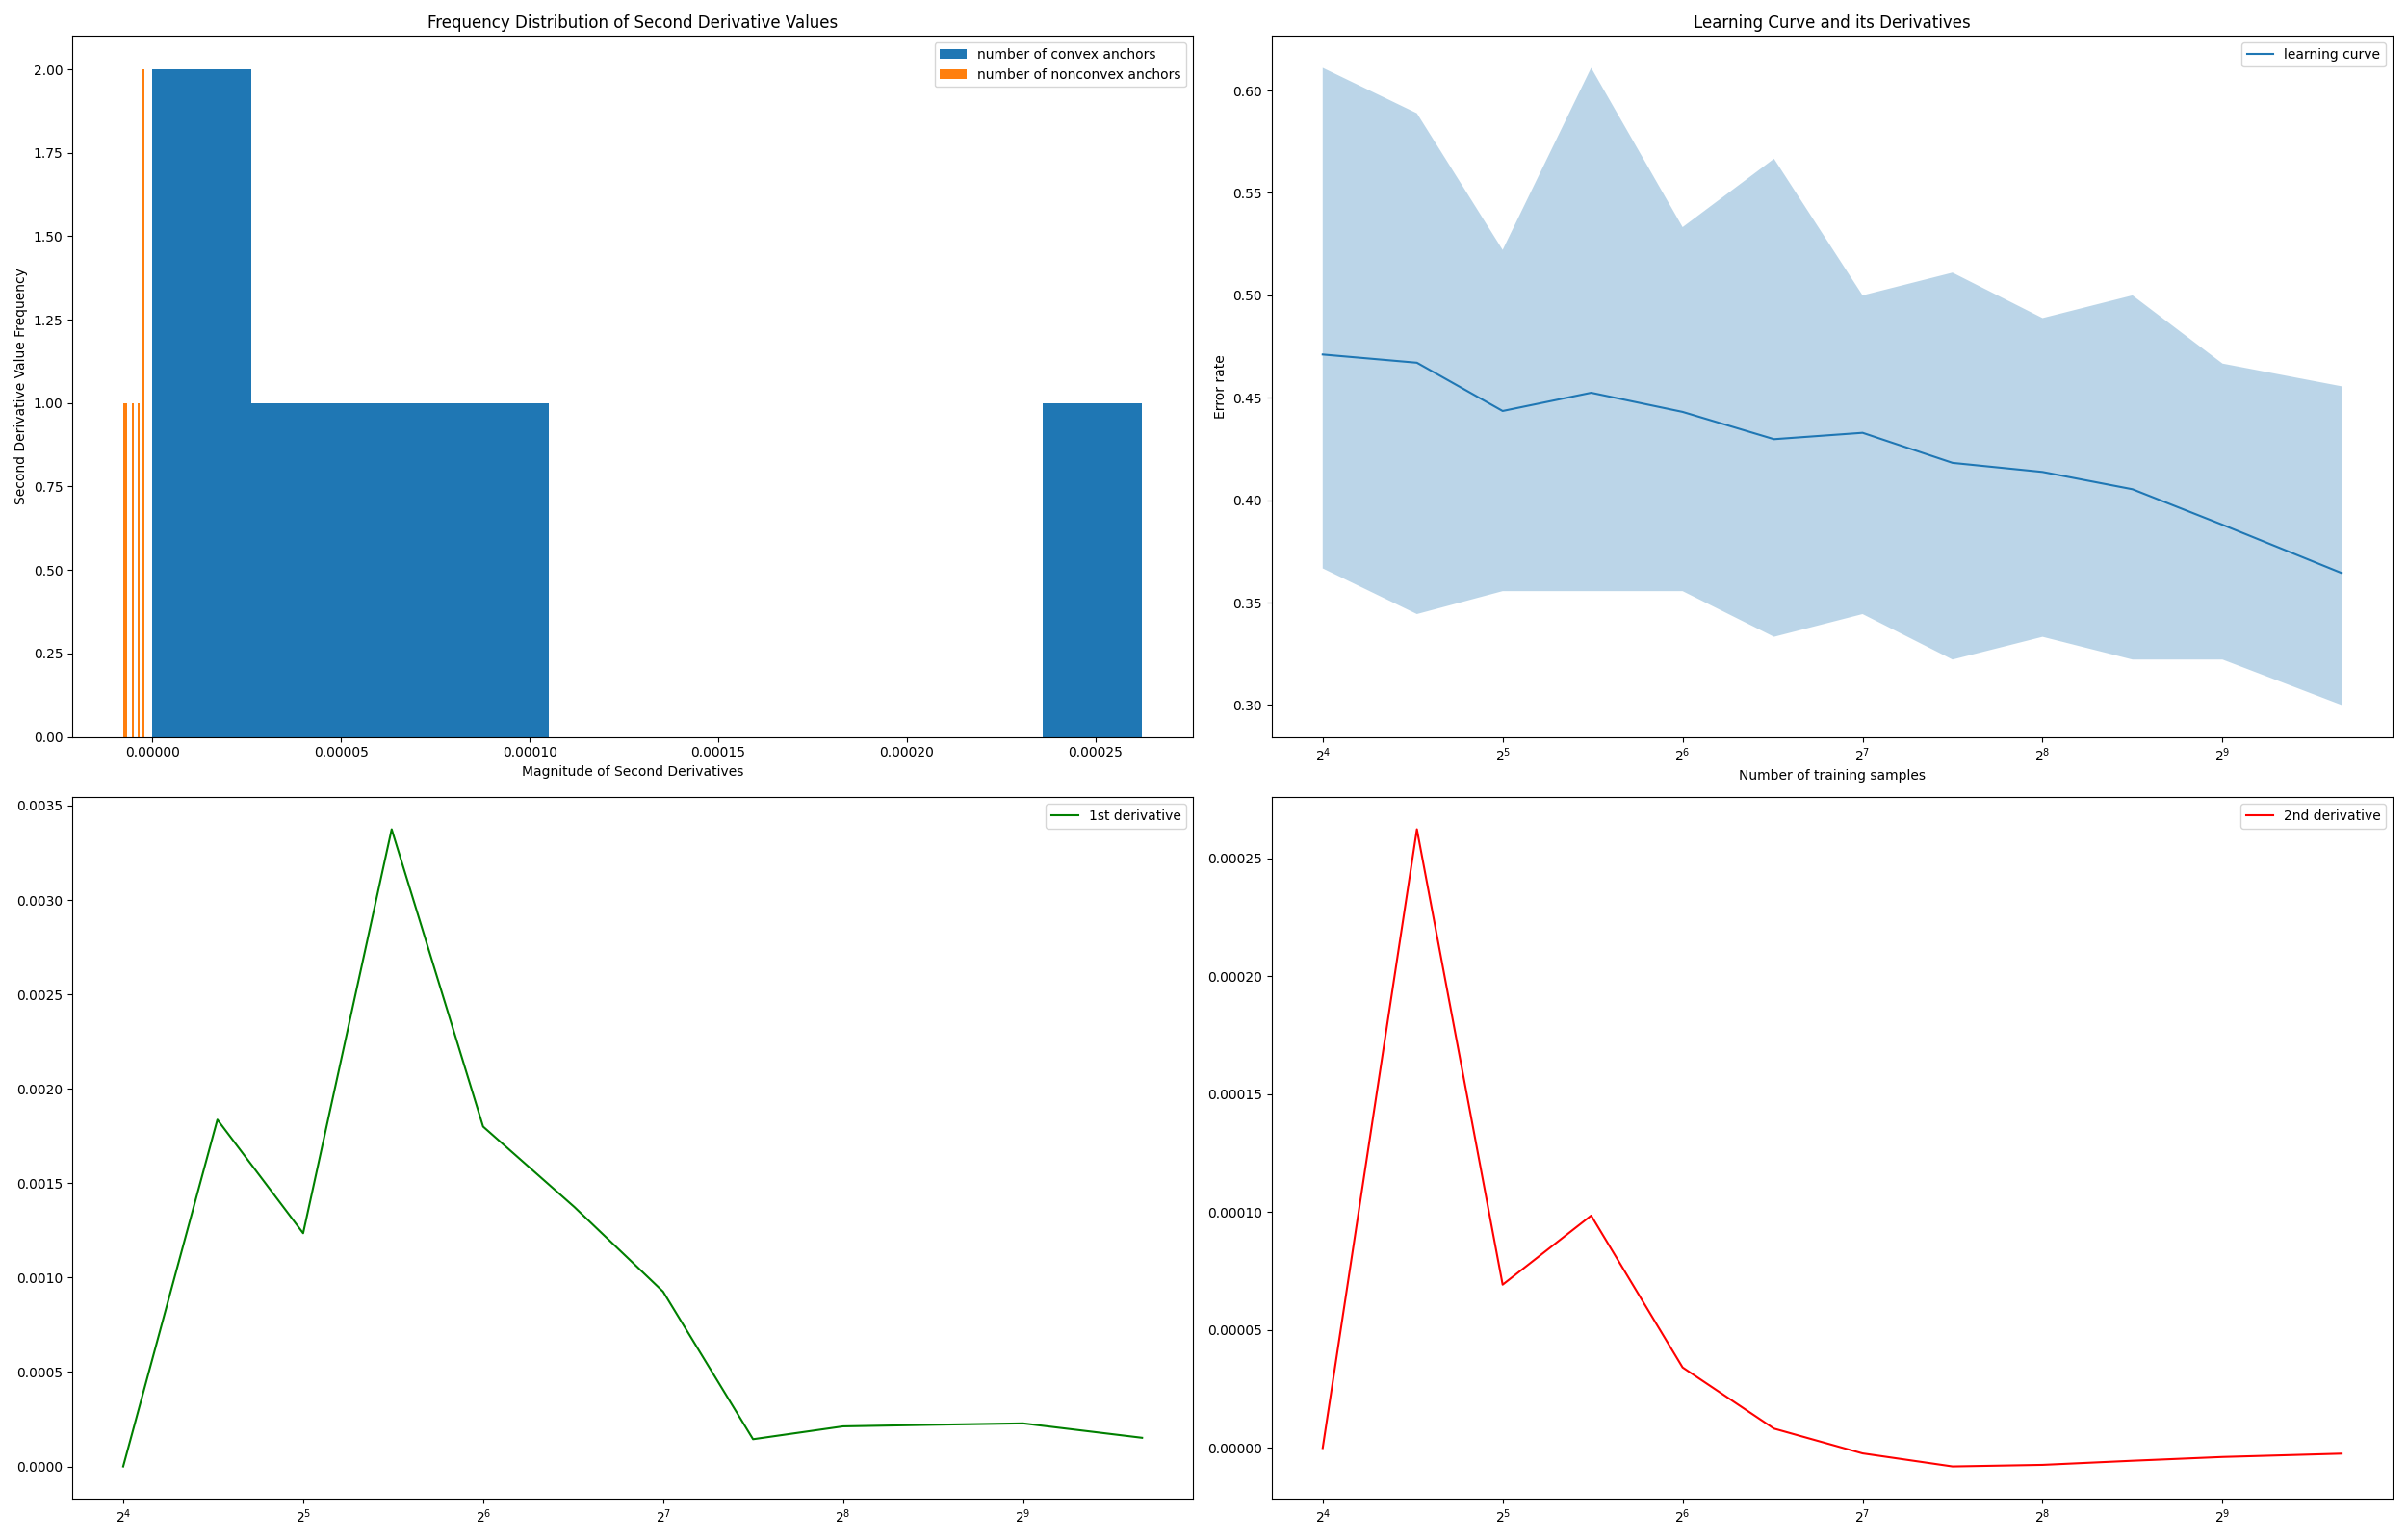 Frequency Distribution of Second Derivative Values
number of convex anchors
number of nonconvex anchors
Second Derivative Value Frequency
2.00
1.75
1.50
1.25
1.00
0.75
0.50
0.25
0.00
0.00000 0.00005 0.00010 0.00015 0.00020 0.00025
Magnitude of Second Derivatives
Learning Curve and its Derivatives
learning curve
Error rate
0.60
0.55
0.50
0.45
0.40
0.35
0.30
2⁴ 2⁵ 2⁶ 2⁷ 2⁸ 2⁹
Number of training samples
1st derivative
0.0035
0.0030
0.0025
0.0020
0.0015
0.0010
0.0005
0.0000
2⁴ 2⁵ 2⁶ 2⁷ 2⁸ 2⁹
2nd derivative
0.00025
0.00020
0.00015
0.00010
0.00005
0.00000
2⁴ 2⁵ 2⁶ 2⁷ 2⁸ 2⁹